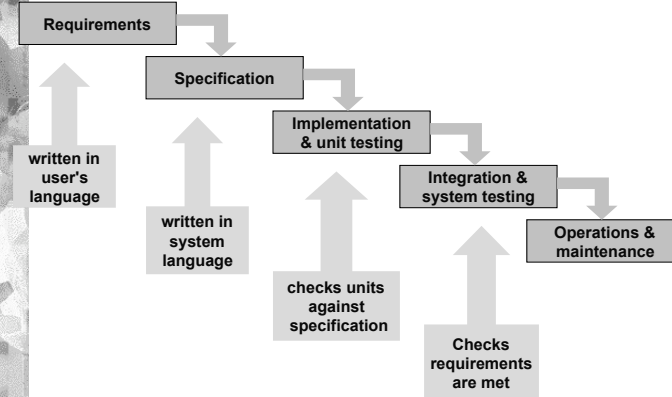 Requirements
Specification
Implementation
& unit testing
Integration &
system testing
Operations &
maintenance
written in
user's
language
written in
system
language
checks units
against
specification
Checks
requirements
are met